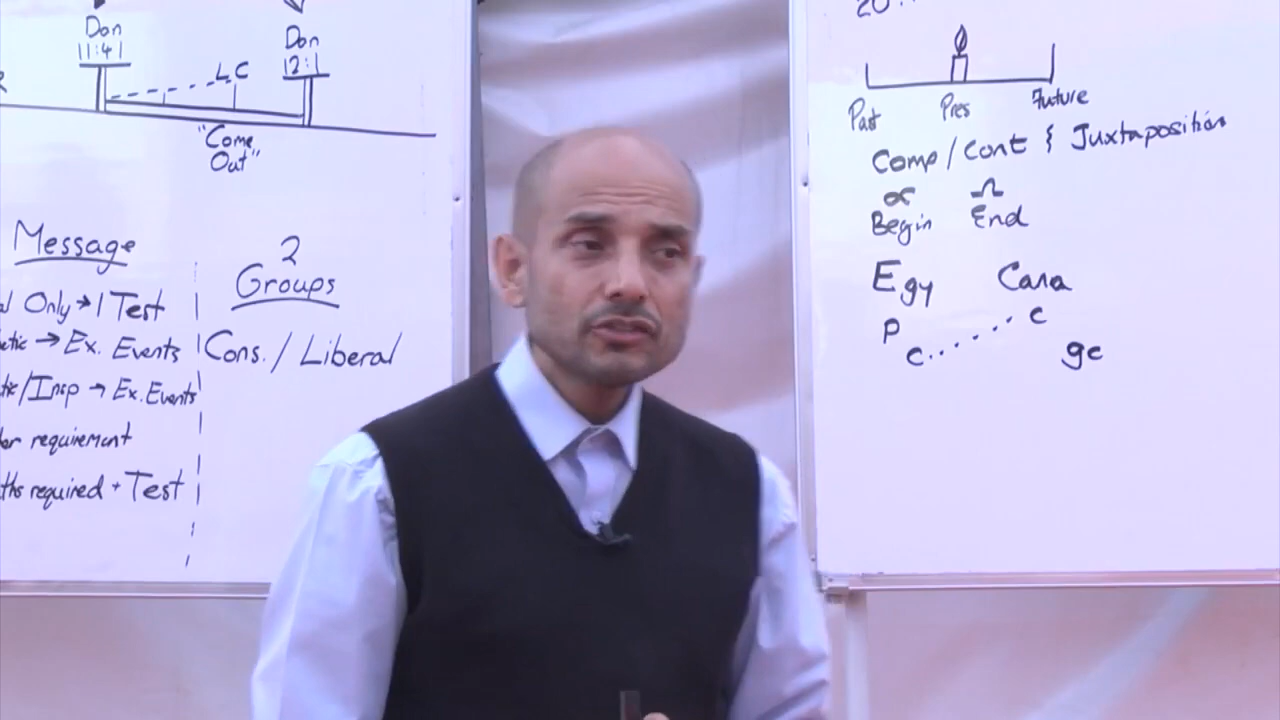 Dan
11:41
Dan
12:1
LC
"Come
Out"
Message
Only → 1 Test
→ Ex. Events
/Insp → Ex. Events
requirement
required + Test
2
Groups
Cons. / Liberal
20
Past Pres Future
Comp/Cont & Juxtaposition
α Ω
Begin End
Egy Cana
P
c........c
gc